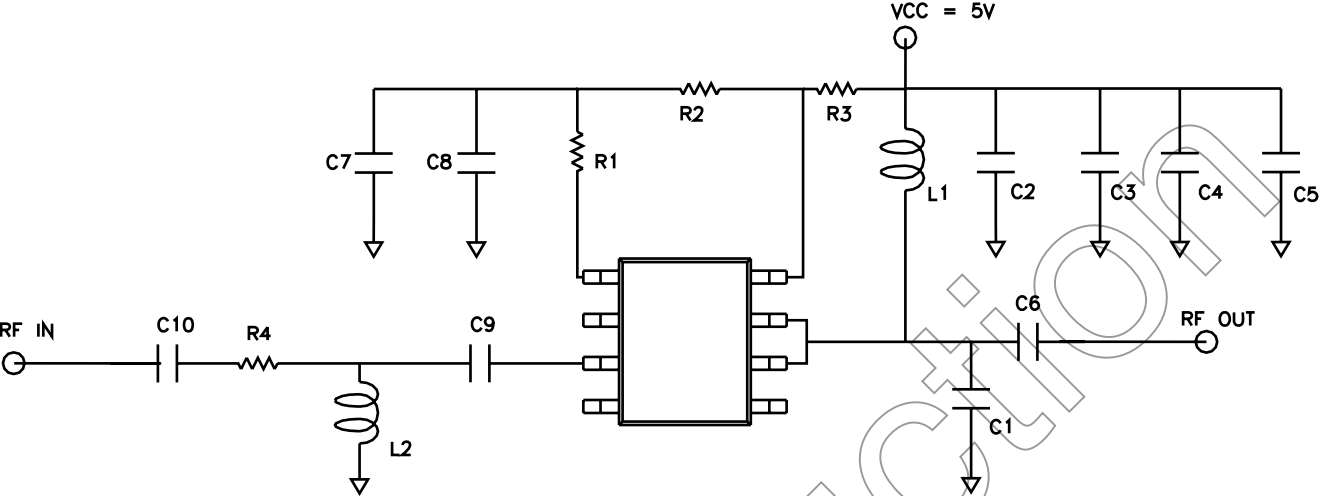 VCC = 5V
R2
R3
C7
C8
R1
L1
C2
C3
C4
C5
C6
RF OUT
RF IN
C10
R4
C9
L2
C1
ction